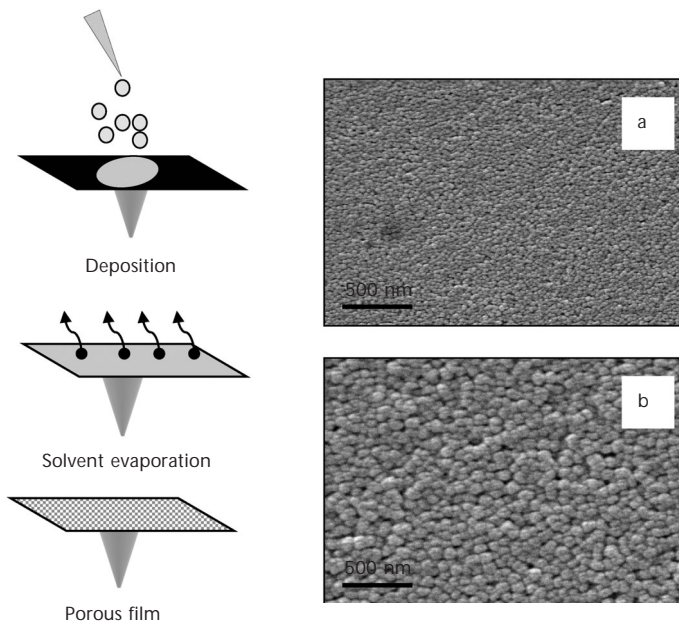 Deposition
Solvent evaporation
Porous film
a
500 nm
b
500 nm